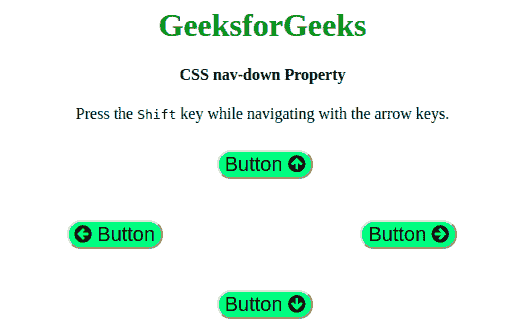 GeeksforGeeks
CSS nav-down Property
Press the Shift key while navigating with the arrow keys.
Button ⬆
⬅ Button
Button ➡
Button ⬇